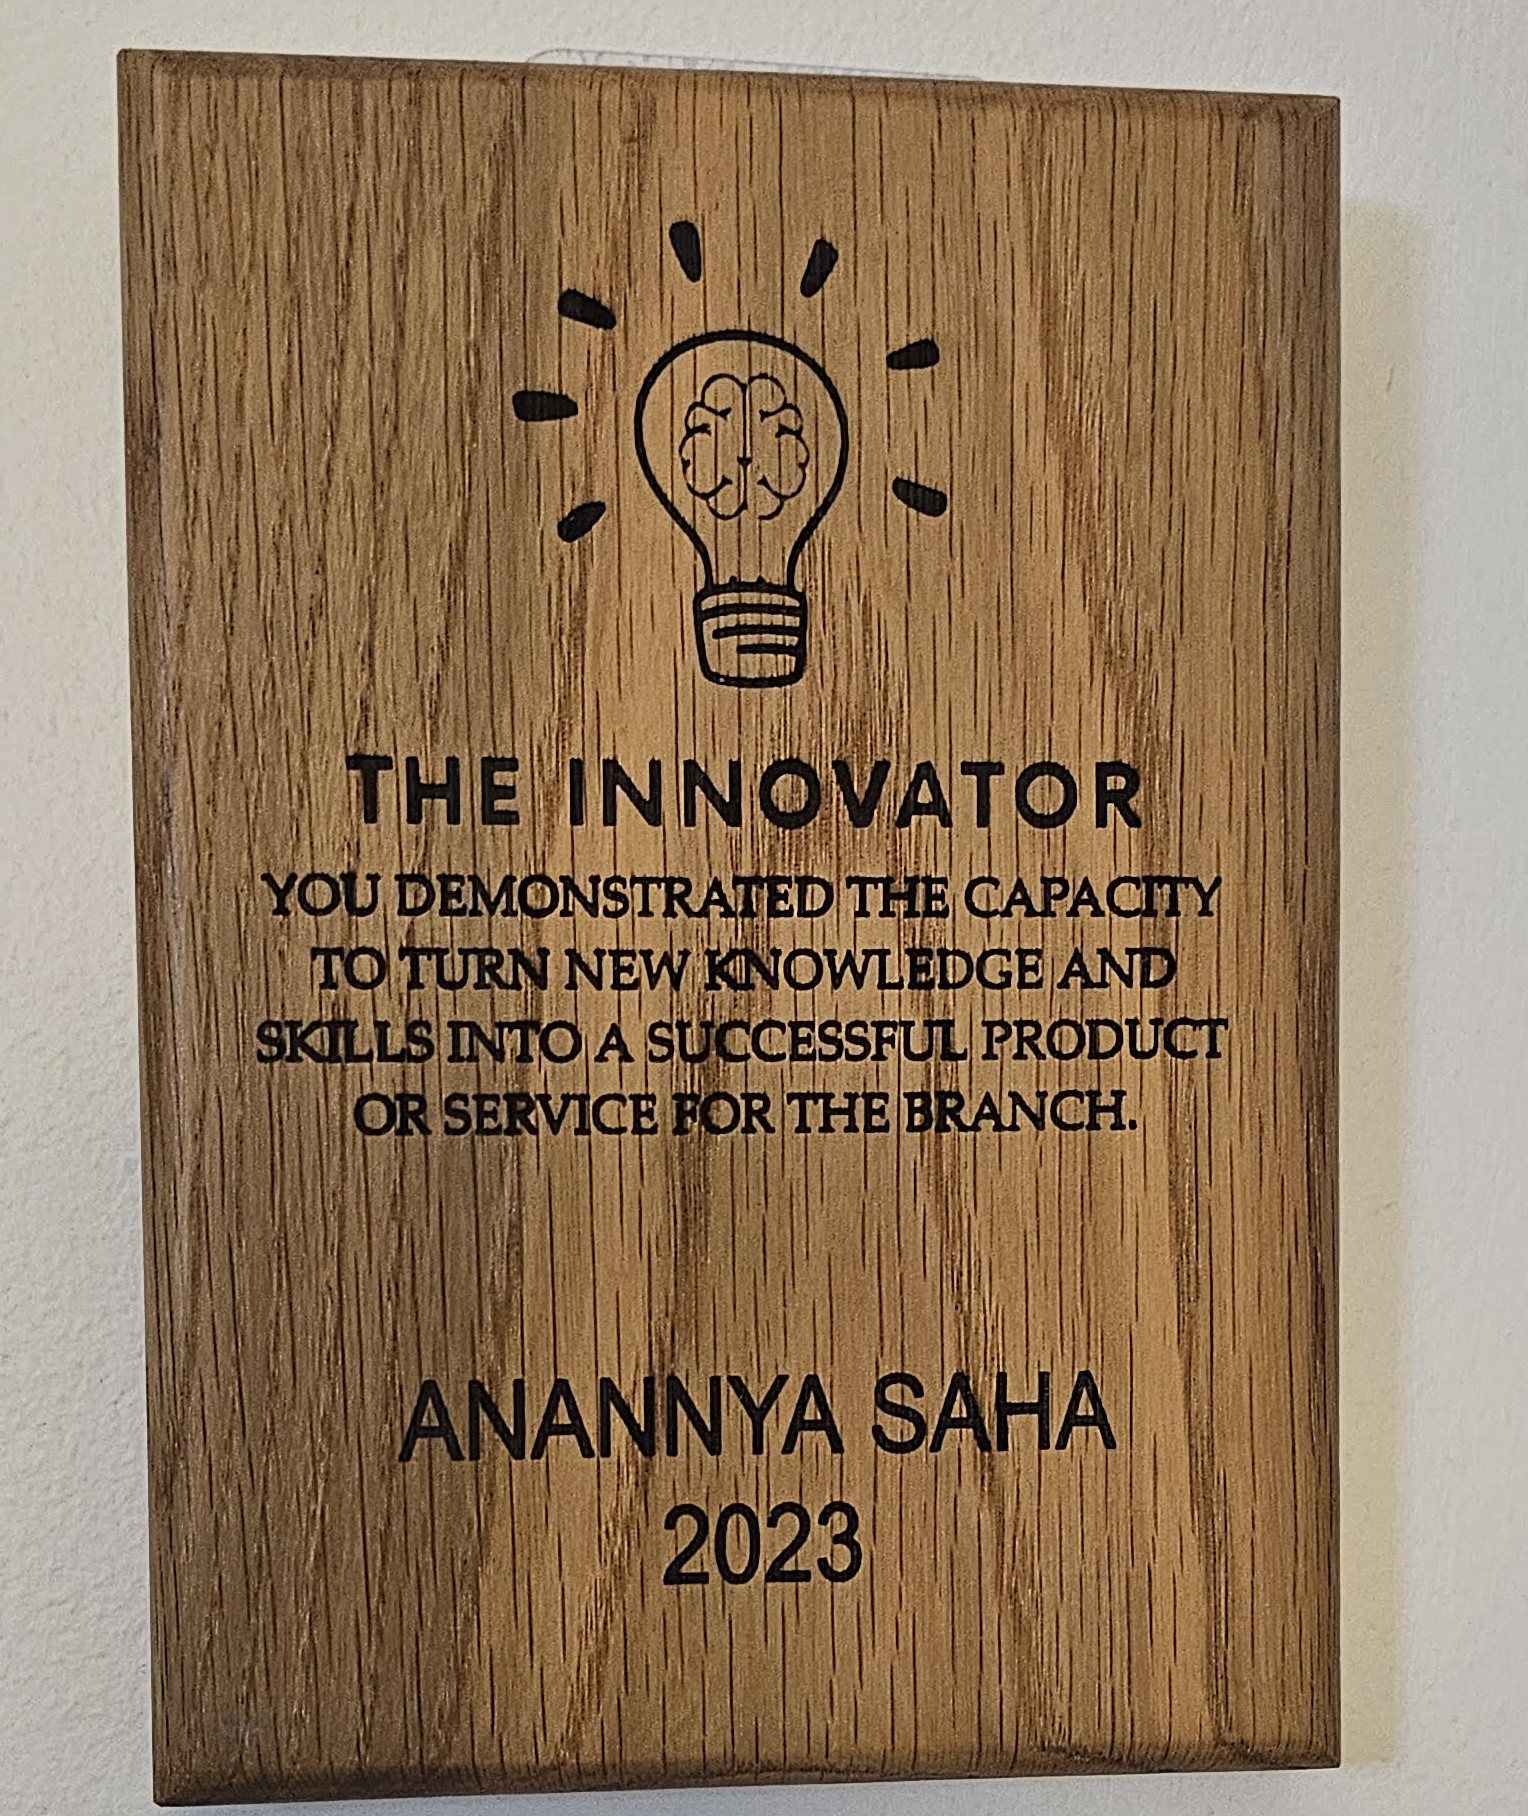 THE INNOVATOR
YOU DEMONSTRATED THE CAPACITY
TO TURN NEW KNOWLEDGE AND
SKILLS INTO A SUCCESSFUL PRODUCT
OR SERVICE FOR THE BRANCH.
ANANNYA SAHA
2023